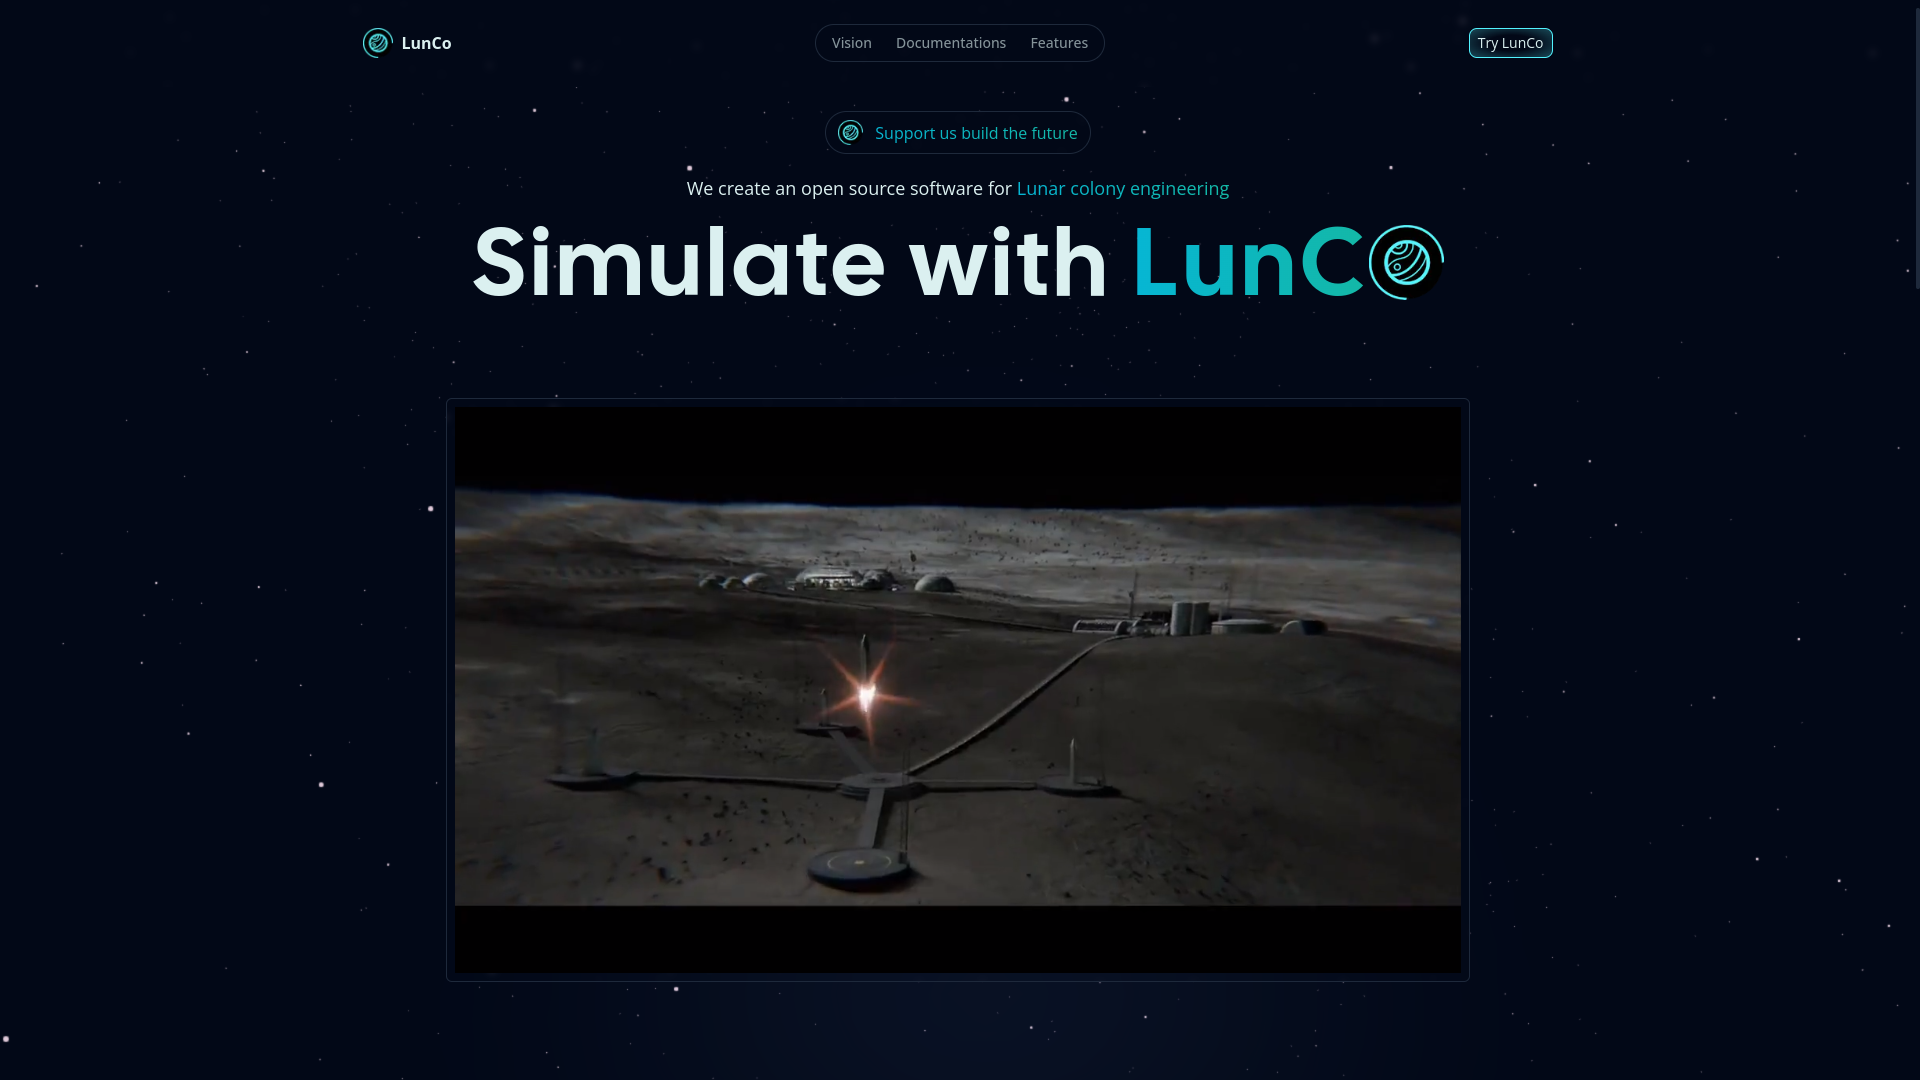 LunCo
Vision Documentations Features
Try LunCo
Support us build the future
We create an open source software for Lunar colony engineering
Simulate with LunCO